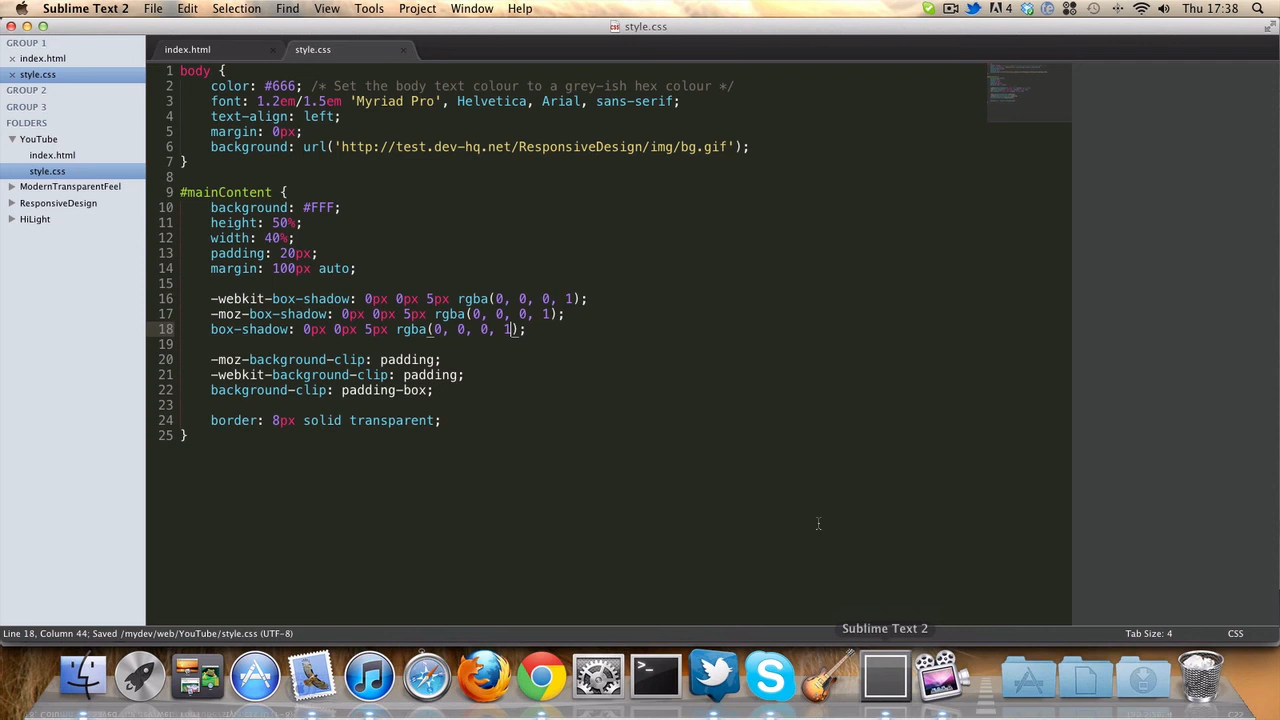 Sublime Text 2 File Edit Selection Find View Tools Project Window Help 4 Thu 17:38
style.css
GROUP 1
index.html
style.css
GROUP 2
GROUP 3
FOLDERS
YouTube
index.html
style.css
ModernTransparentFeel
ResponsiveDesign
HiLight
index.html style.css
1 body {
2 color: #666; /* Set the body text colour to a grey-ish hex colour */
3 font: 1.2em/1.5em 'Myriad Pro', Helvetica, Arial, sans-serif;
4 text-align: left;
5 margin: 0px;
6 background: url('http://test.dev-hq.net/ResponsiveDesign/img/bg.gif');
7 }
8
9 #mainContent {
10 background: #FFF;
11 height: 50%;
12 width: 40%;
13 padding: 20px;
14 margin: 100px auto;
15
16 -webkit-box-shadow: 0px 0px 5px rgba(0, 0, 0, 1);
17 -moz-box-shadow: 0px 0px 5px rgba(0, 0, 0, 1);
18 box-shadow: 0px 0px 5px rgba(0, 0, 0, 1);
19
20 -moz-background-clip: padding;
21 -webkit-background-clip: padding;
22 background-clip: padding-box;
23
24 border: 8px solid transparent;
25 }
Sublime Text 2
Line 18, Column 44; Saved /mydev/web/YouTube/style.css (UTF-8) Tab Size: 4 CSS